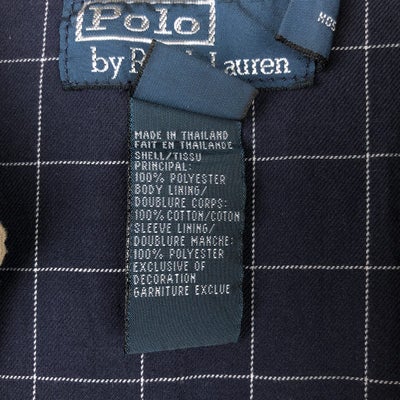 Polo
by Ralph Lauren
MADE IN THAILAND
FAIT EN THAILANDE
SHELL/TISSU
PRINCIPAL:
100% POLYESTER
BODY LINING/
DOUBLURE CORPS:
100% COTTON/COTON
SLEEVE LINING/
DOUBLURE MANCHE:
100% POLYESTER
EXCLUSIVE OF
DECORATION
GARNITURE EXCLUE